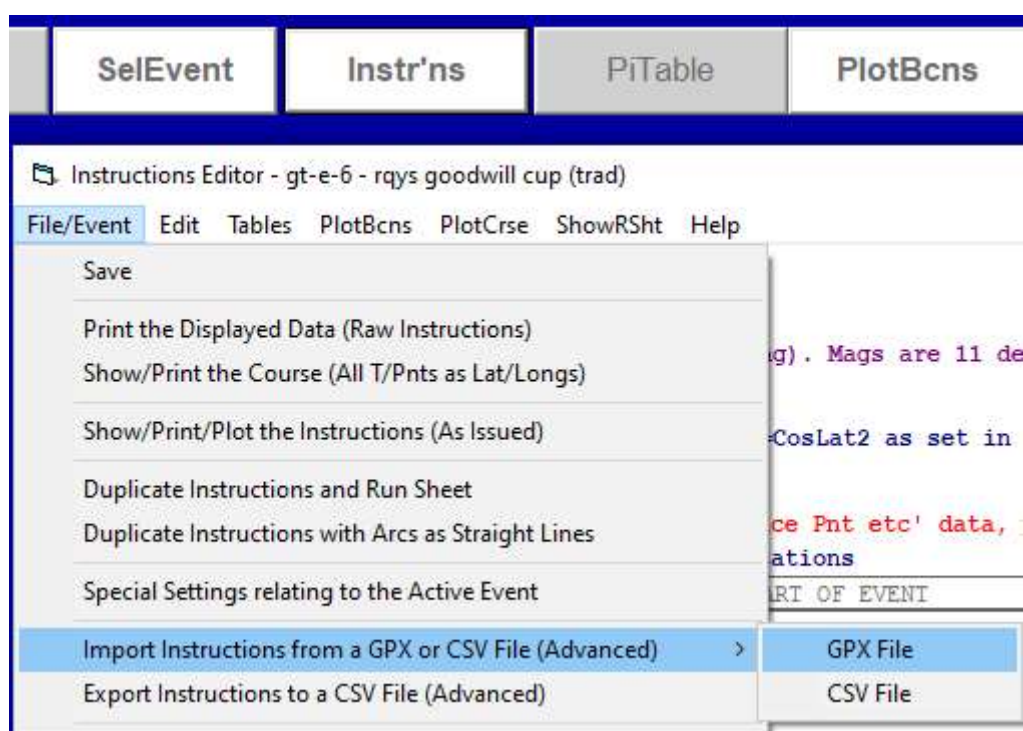 SelEvent Instr'ns PiTable PlotBcns
Instructions Editor - gt-e-6 - rqys goodwill cup (trad)
File/Event Edit Tables PlotBcns PlotCrse ShowRSht Help
Save
Print the Displayed Data (Raw Instructions)
g). Mags are 11 de
Show/Print the Course (All T/Pnts as Lat/Longs)
Show/Print/Plot the Instructions (As Issued)
=CosLat2 as set in
Duplicate Instructions and Run Sheet
Duplicate Instructions with Arcs as Straight Lines
ce Pnt etc' data,
ations
Special Settings relating to the Active Event
RT OF EVENT
Import Instructions from a GPX or CSV File (Advanced) >
GPX File
Export Instructions to a CSV File (Advanced)
CSV File